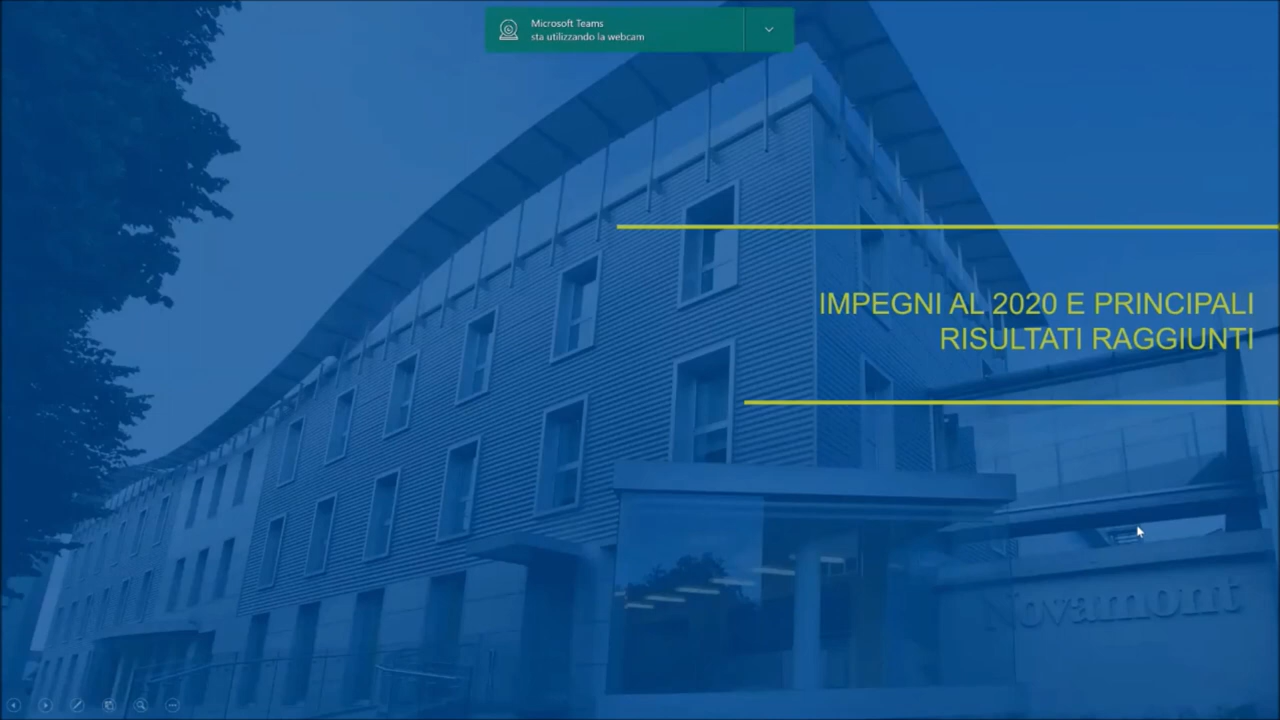 Microsoft Teams
sta utilizzando la webcam
IMPEGNI AL 2020 E PRINCIPALI
RISULTATI RAGGIUNTI
Novamont